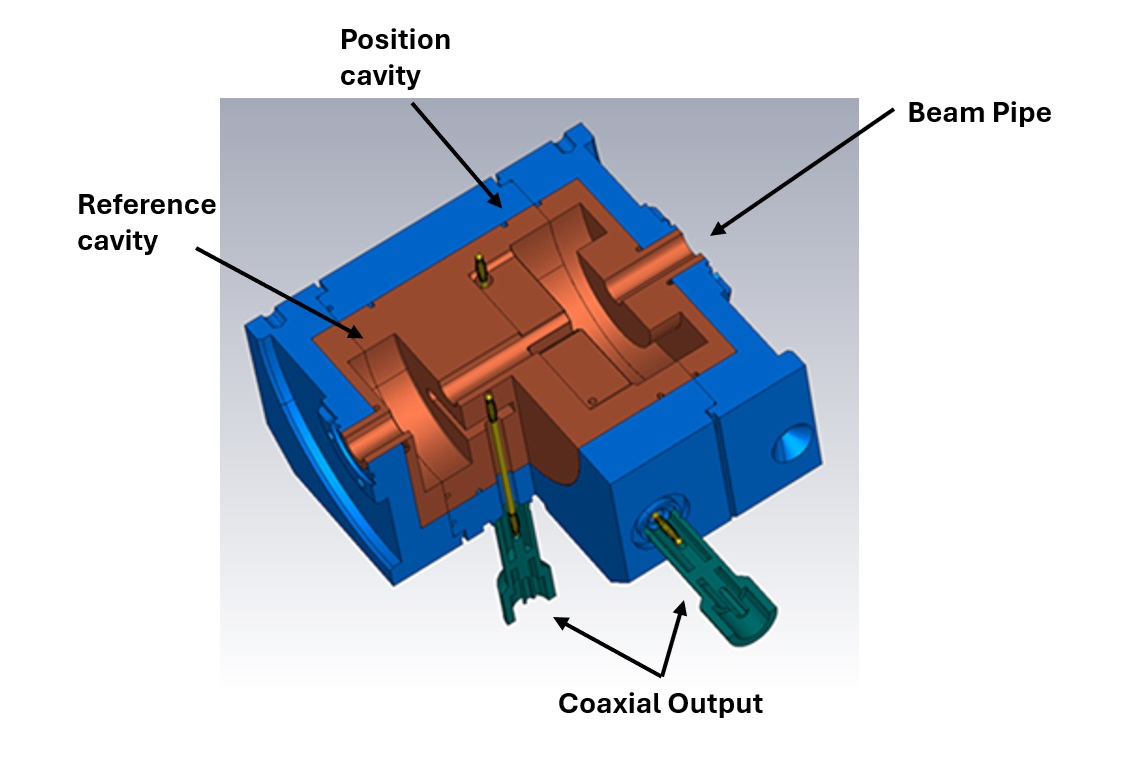 Position
cavity
Beam Pipe
Reference
cavity
Coaxial Output